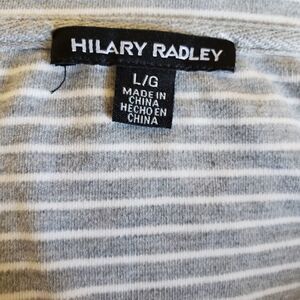 HILARY RADLEY
L/G
MADE IN
CHINA
HECHO EN
CHINA